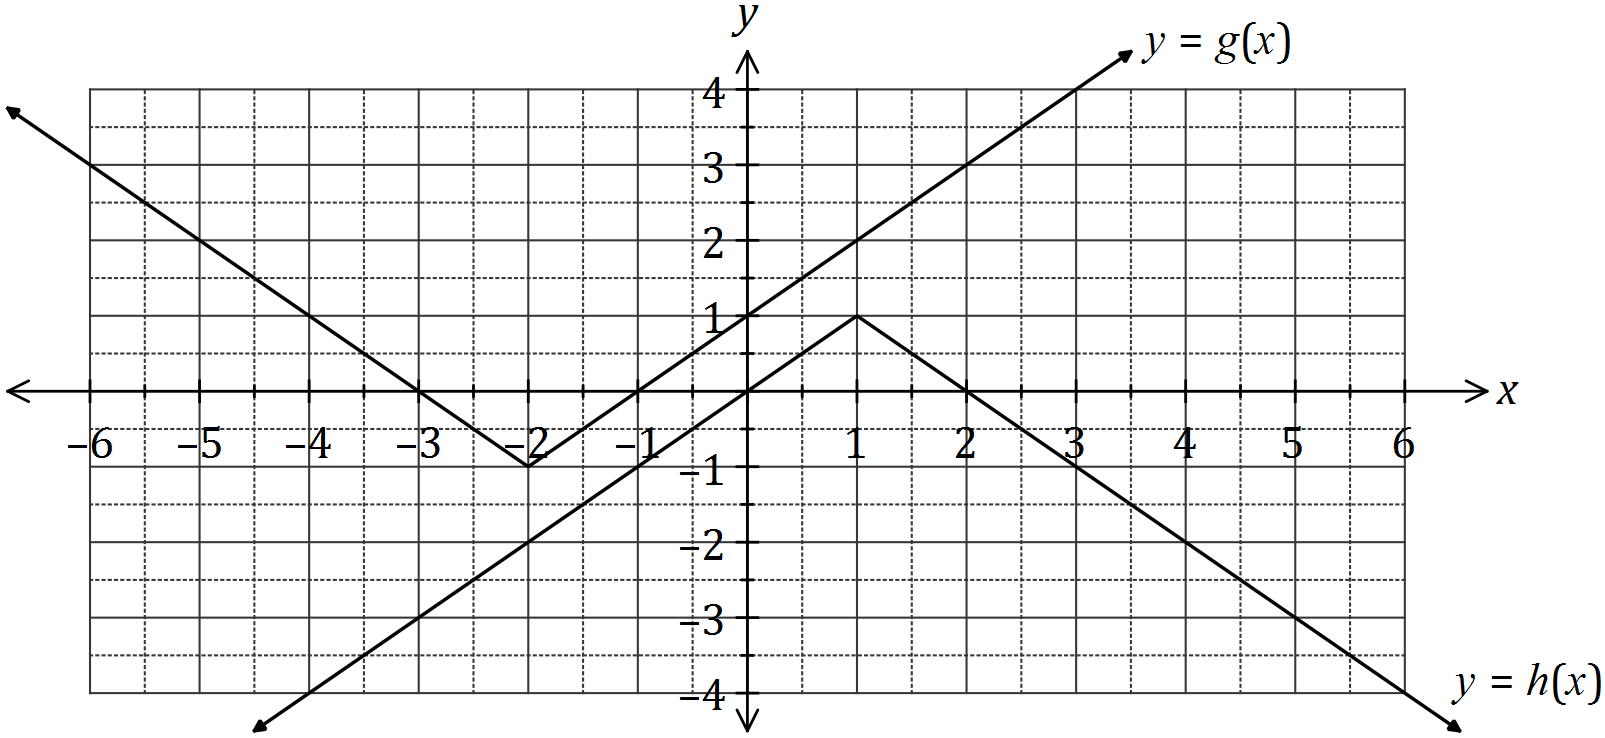 y
y = g(x)
4
3
2
1
x
–6 –5 –4 –3 –2 –1 1 2 3 4 5 6
–1
–2
–3
–4
y = h(x)